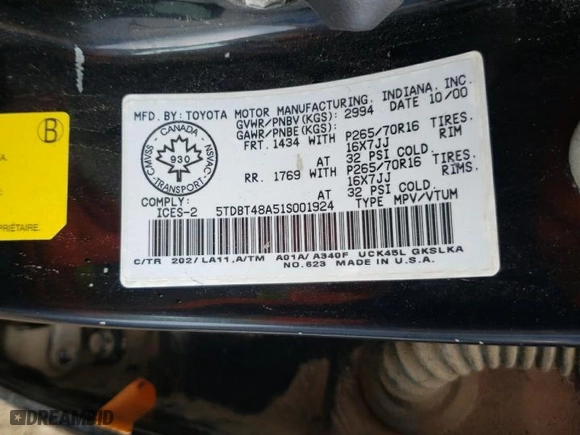 MFD. BY: TOYOTA MOTOR MANUFACTURING, INDIANA, INC.
GVWR/PNBV (KGS): 2994 DATE 10/00
GAWR/PNBE (KGS):
FRT. 1434 WITH P265/70R16 TIRES.
16X7JJ RIM
AT 32 PSI COLD.
RR. 1769 WITH P265/70R16 TIRES.
16X7JJ RIMS.
AT 32 PSI COLD.
CANADA
CMVSS 930 NSVAC
TRANSPORT
COMPLY:
ICES-2 5TDBT48A51S001924 TYPE MPV/VTUM
C/TR 202/LA11,A/TM A01A/A340F UCK45L GKSLKA
NO.623 MADE IN U.S.A.
B
PRIÉTAIRE.
DREAMBID